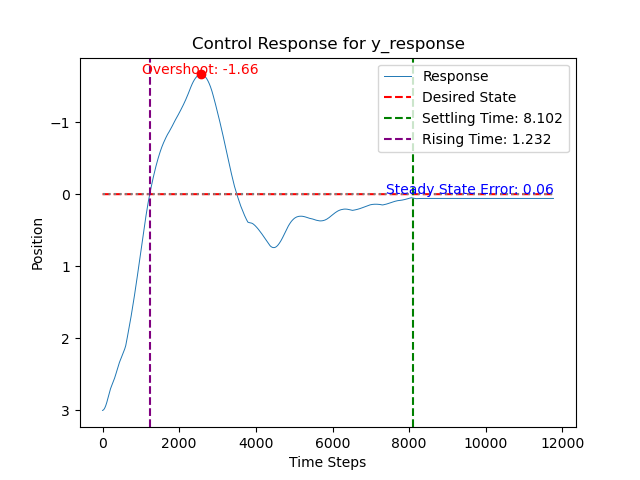 Control Response for y_response
Overshoot: -1.66
Response
Desired State
Settling Time: 8.102
Rising Time: 1.232
Steady State Error: 0.06
Position
−1
0
1
2
3
0 2000 4000 6000 8000 10000 12000
Time Steps